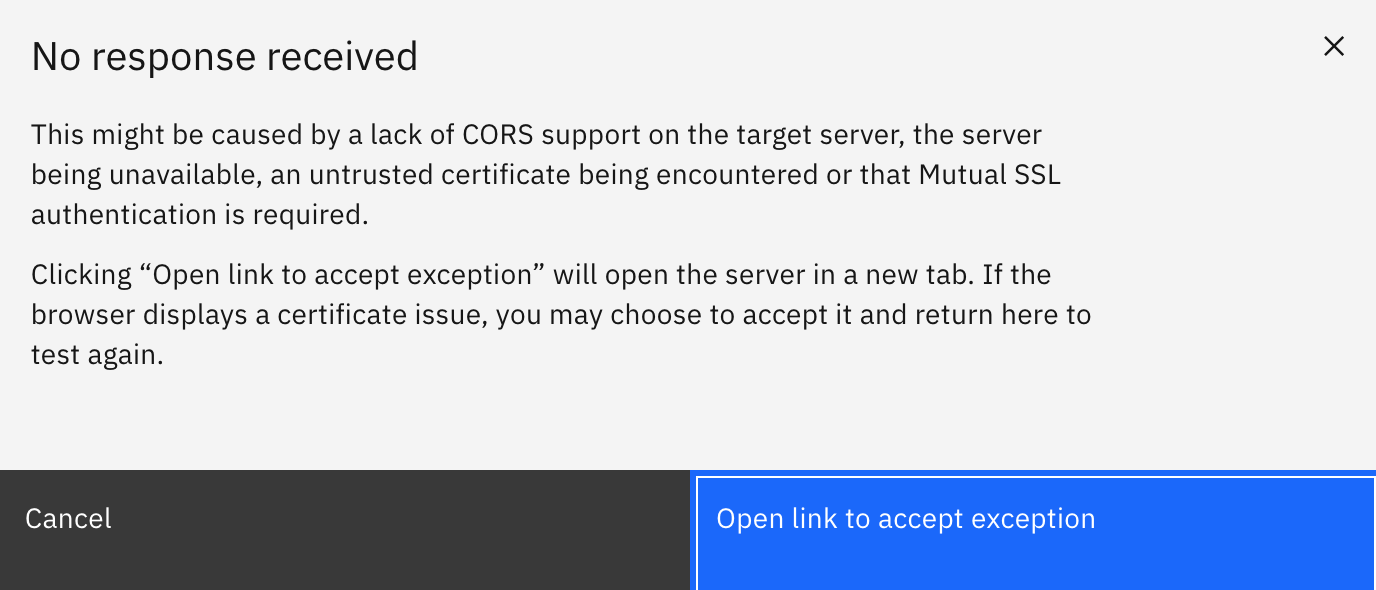 No response received
This might be caused by a lack of CORS support on the target server, the server
being unavailable, an untrusted certificate being encountered or that Mutual SSL
authentication is required.
Clicking “Open link to accept exception” will open the server in a new tab. If the
browser displays a certificate issue, you may choose to accept it and return here to
test again.
Cancel
Open link to accept exception